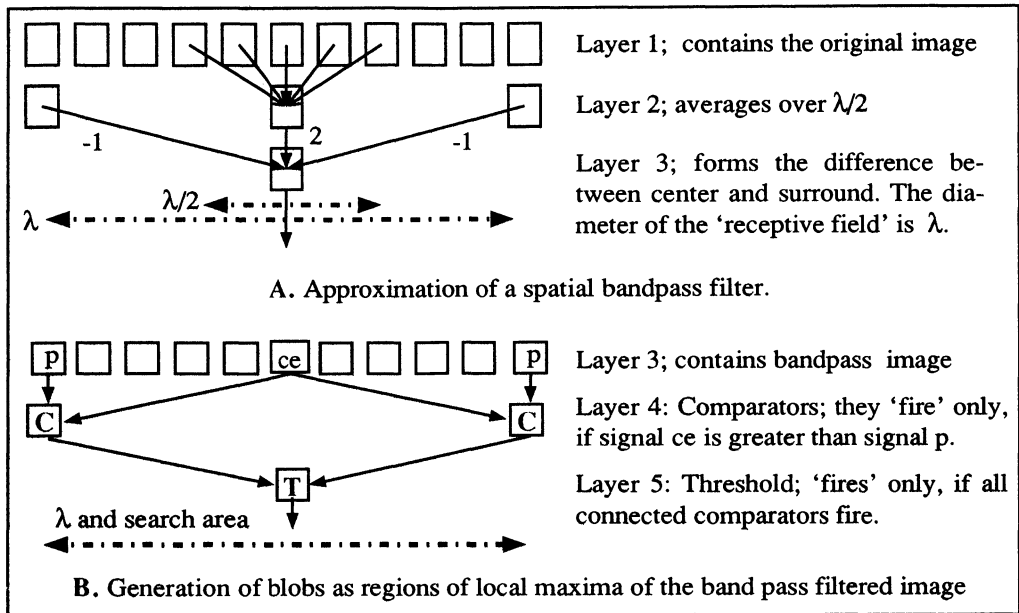 Layer 1; contains the original image
Layer 2; averages over λ/2
-1
2
-1
Layer 3; forms the difference be-
tween center and surround. The dia-
meter of the 'receptive field' is λ.
λ/2
λ
A. Approximation of a spatial bandpass filter.
p
ce
p
Layer 3; contains bandpass image
C
C
Layer 4: Comparators; they 'fire' only,
if signal ce is greater than signal p.
T
Layer 5: Threshold; 'fires' only, if all
connected comparators fire.
λ and search area
B. Generation of blobs as regions of local maxima of the band pass filtered image